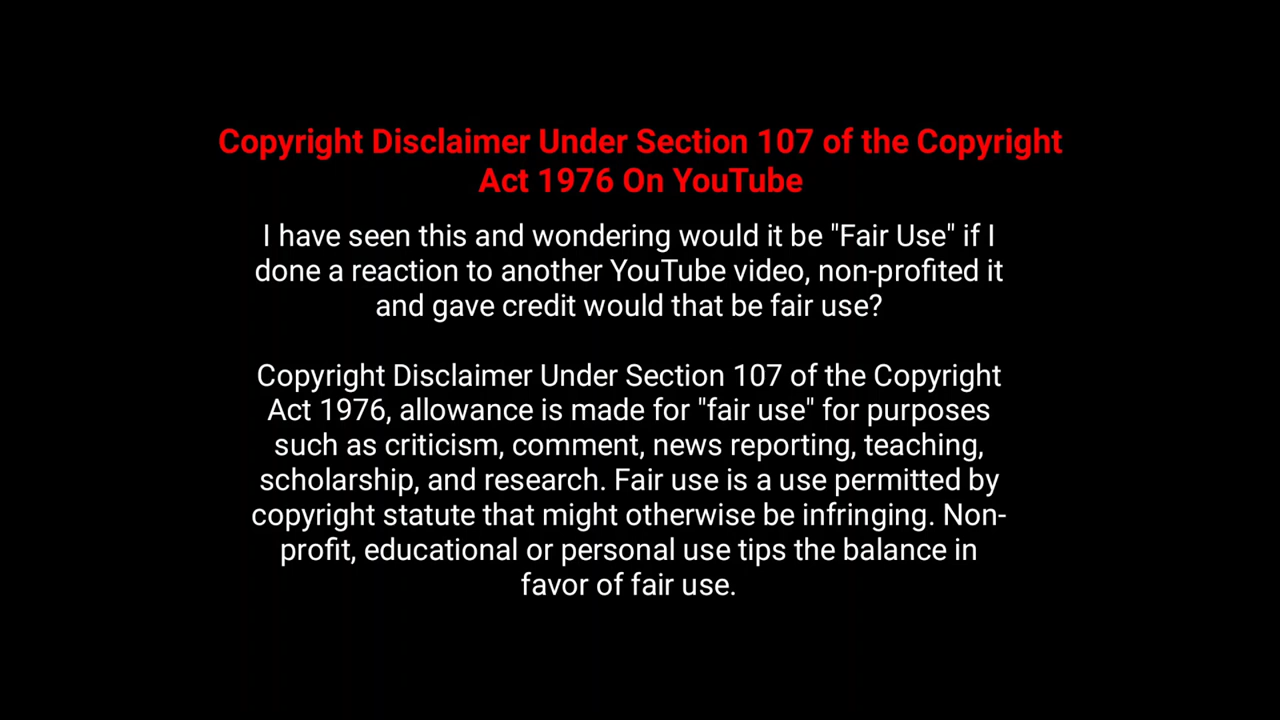 Copyright Disclaimer Under Section 107 of the Copyright
Act 1976 On YouTube
I have seen this and wondering would it be "Fair Use" if I
done a reaction to another YouTube video, non-profited it
and gave credit would that be fair use?
Copyright Disclaimer Under Section 107 of the Copyright
Act 1976, allowance is made for "fair use" for purposes
such as criticism, comment, news reporting, teaching,
scholarship, and research. Fair use is a use permitted by
copyright statute that might otherwise be infringing. Non-
profit, educational or personal use tips the balance in
favor of fair use.